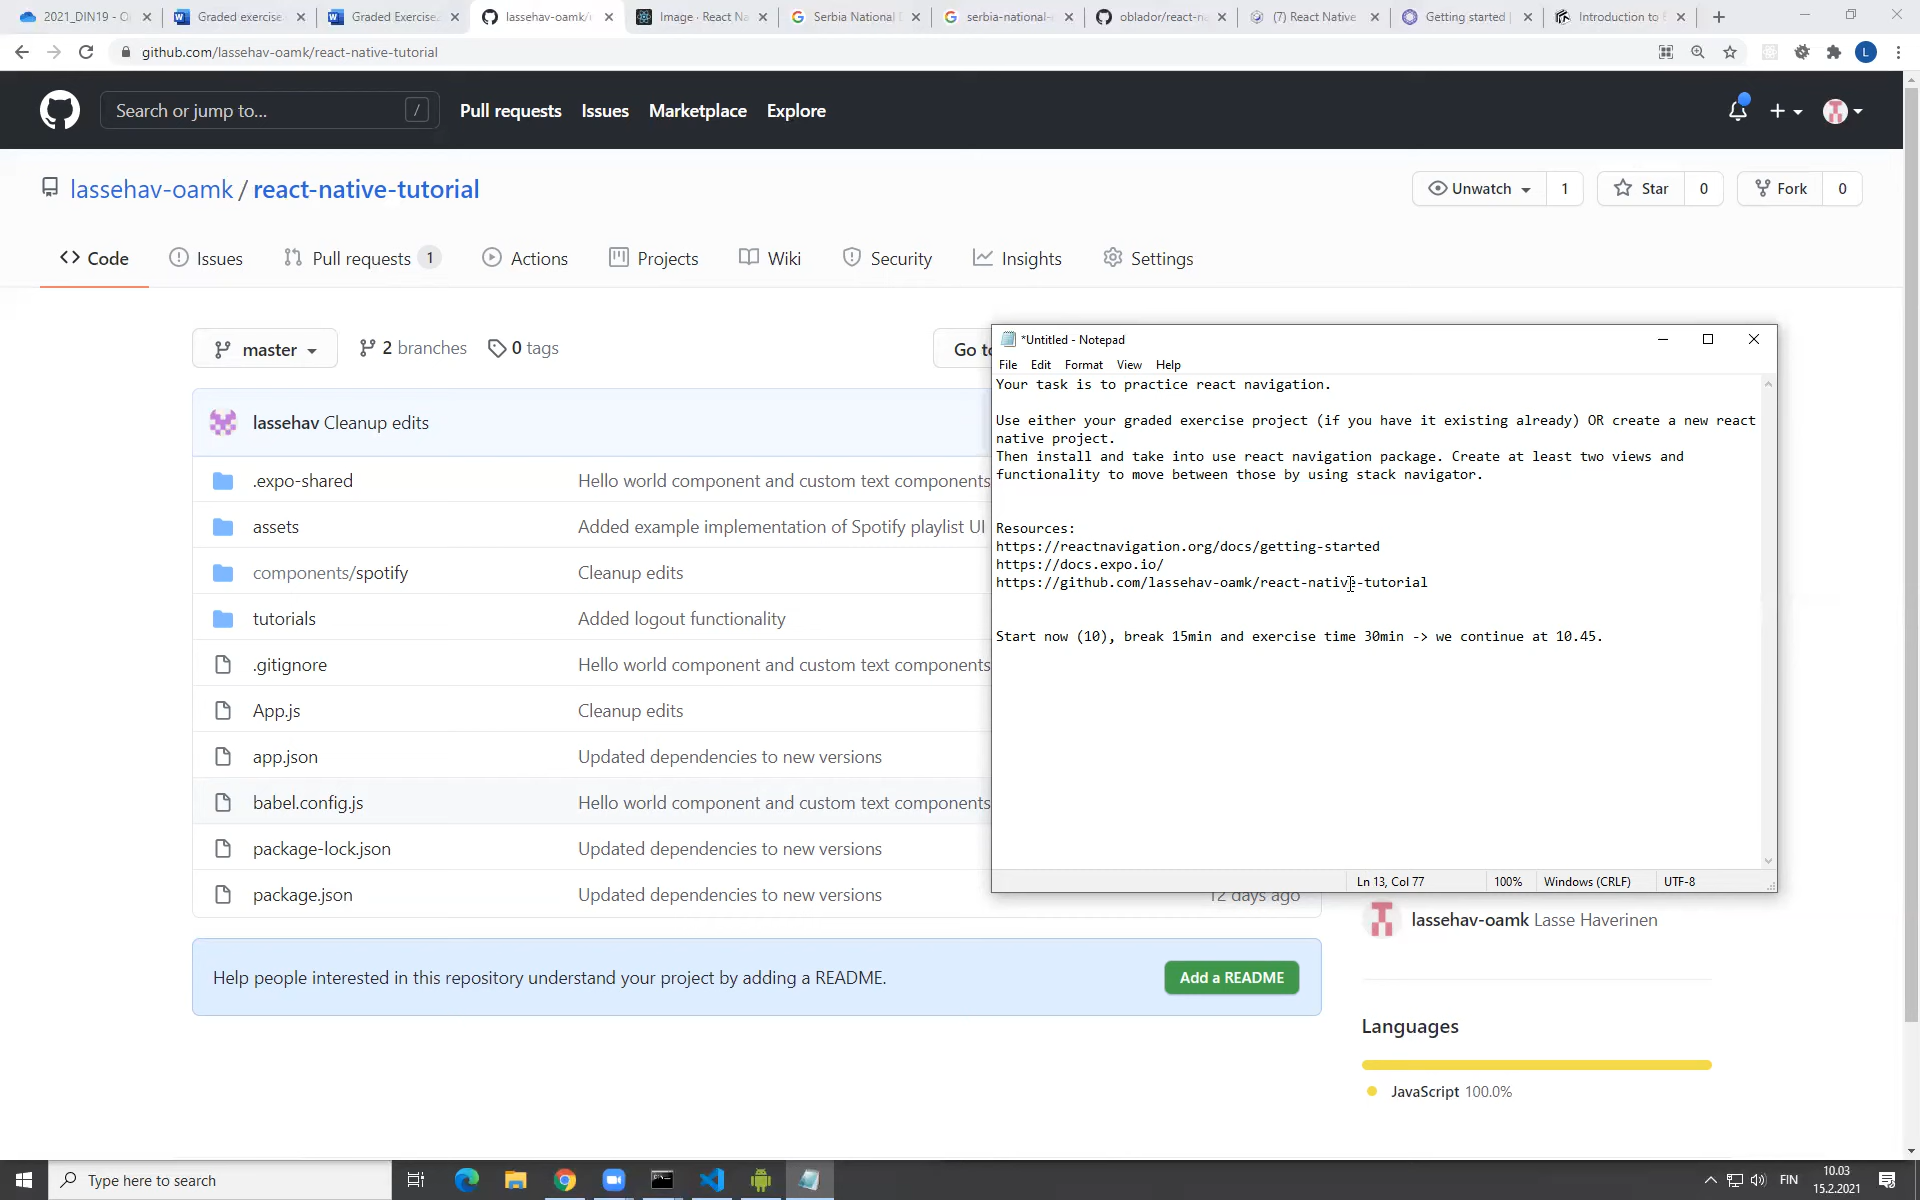 2021_DIN19 - O
Graded exercise
Graded Exercise
lassehav-oamk/r
Image · React Na
Serbia National
serbia-national-
oblador/react-n
(7) React Native
Getting started
Introduction to
github.com/lassehav-oamk/react-native-tutorial
L
Search or jump to...
/
Pull requests
Issues
Marketplace
Explore
lassehav-oamk / react-native-tutorial
Unwatch 1
Star 0
Fork 0
Code
Issues
Pull requests 1
Actions
Projects
Wiki
Security
Insights
Settings
master
2 branches
0 tags
Go to
lassehav Cleanup edits
.expo-shared Hello world component and custom text components
assets Added example implementation of Spotify playlist UI
components/spotify Cleanup edits
tutorials Added logout functionality
.gitignore Hello world component and custom text components
App.js Cleanup edits
app.json Updated dependencies to new versions
babel.config.js Hello world component and custom text components
package-lock.json Updated dependencies to new versions
package.json Updated dependencies to new versions 12 days ago
Help people interested in this repository understand your project by adding a README.
Add a README
*Untitled - Notepad
File Edit Format View Help
Your task is to practice react navigation.
Use either your graded exercise project (if you have it existing already) OR create a new react
native project.
Then install and take into use react navigation package. Create at least two views and
functionality to move between those by using stack navigator.
Resources:
https://reactnavigation.org/docs/getting-started
https://docs.expo.io/
https://github.com/lassehav-oamk/react-native-tutorial
Start now (10), break 15min and exercise time 30min -> we continue at 10.45.
Ln 13, Col 77
100%
Windows (CRLF)
UTF-8
lassehav-oamk Lasse Haverinen
Languages
JavaScript 100.0%
Type here to search
FIN
10.03
15.2.2021